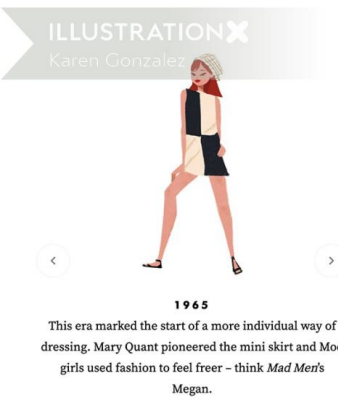 ILLUSTRATIONX
Karen Gonzalez
1965
This era marked the start of a more individual way of
dressing. Mary Quant pioneered the mini skirt and
girls used fashion to feel freer – think Mad Men's
Megan.